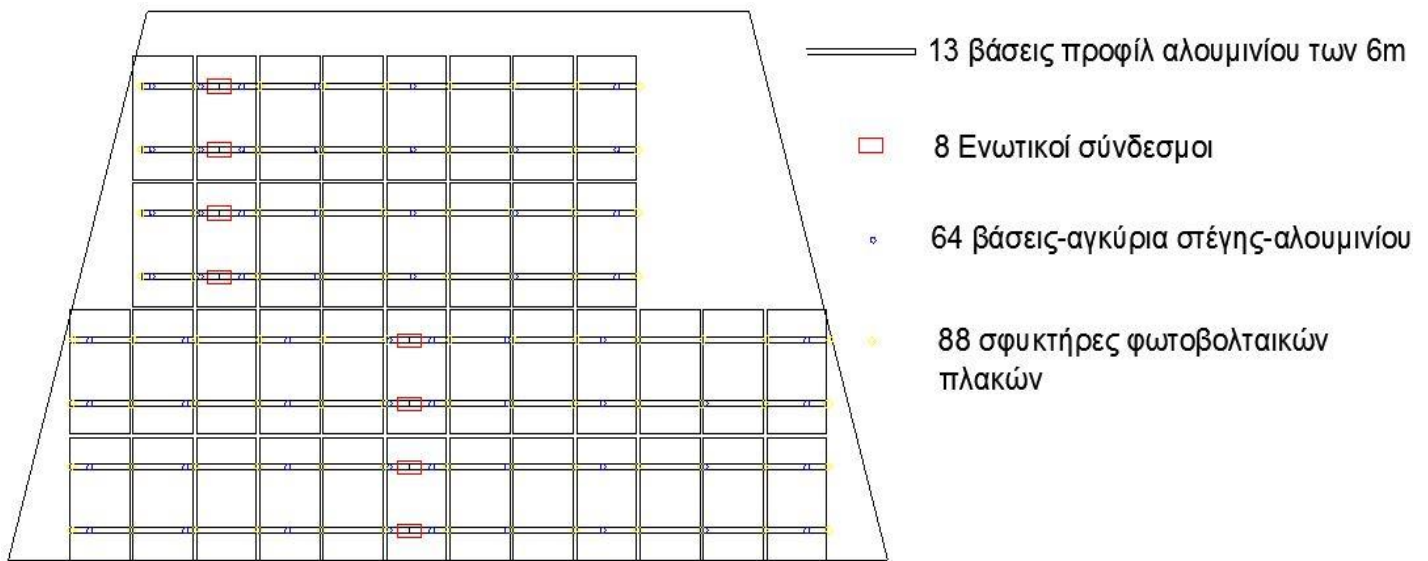 13 βάσεις προφίλ αλουμινίου των 6m
8 Ενωτικοί σύνδεσμοι
64 βάσεις-αγκύρια στέγης-αλουμινίου
88 σφυκτήρες φωτοβολταικών
πλακών